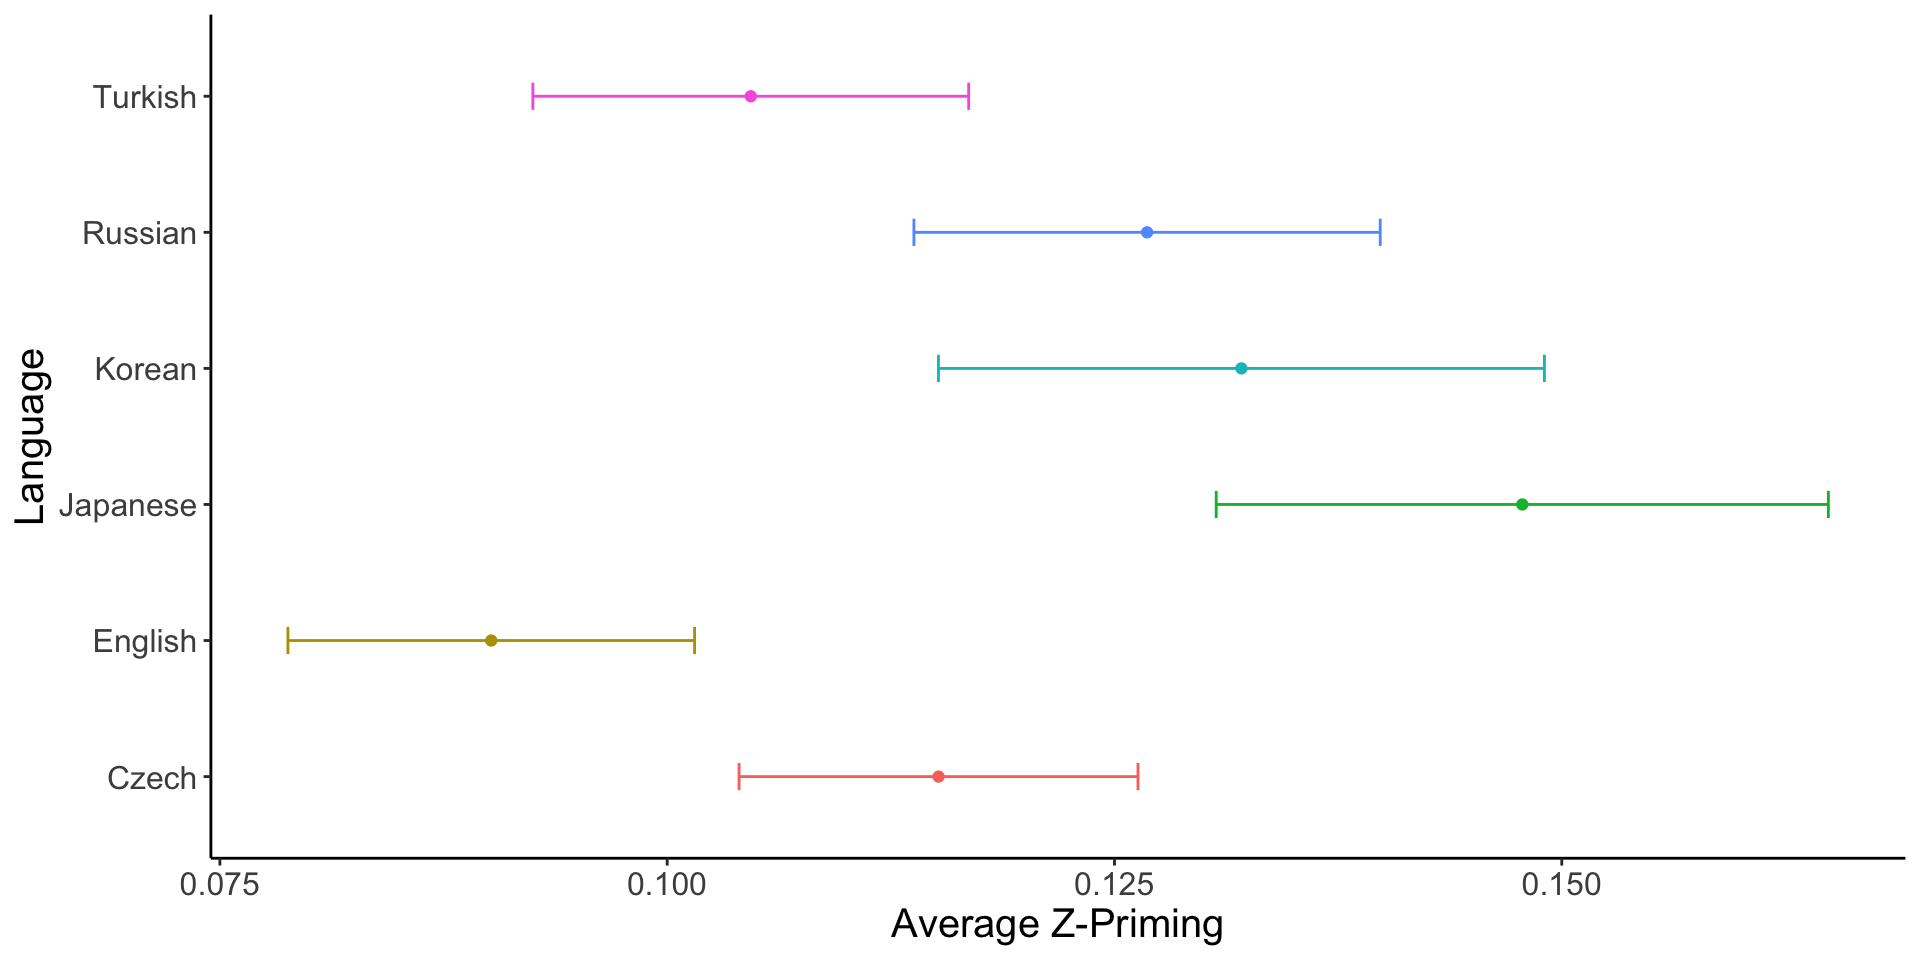 Turkish
Russian
Korean
Japanese
English
Czech
Language
0.075 0.100 0.125 0.150
Average Z-Priming